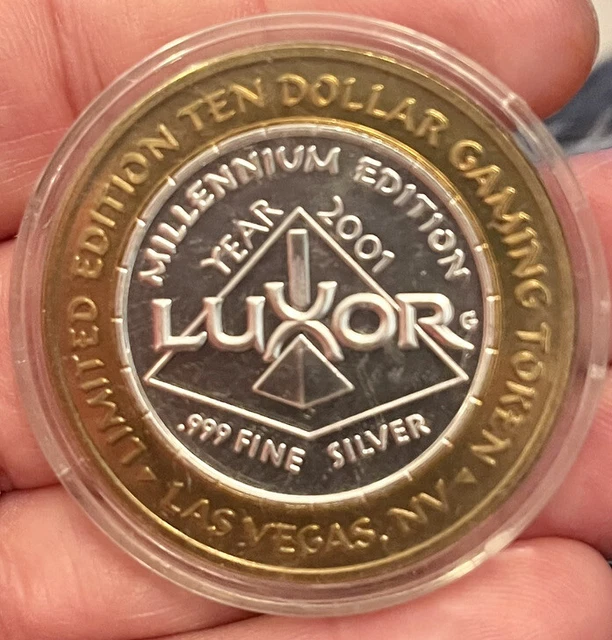 LIMITED EDITION TEN DOLLAR GAMING TOKEN
LAS VEGAS, NV
MILLENNIUM EDITION
YEAR 2001
LUXOR
G
.999 FINE SILVER